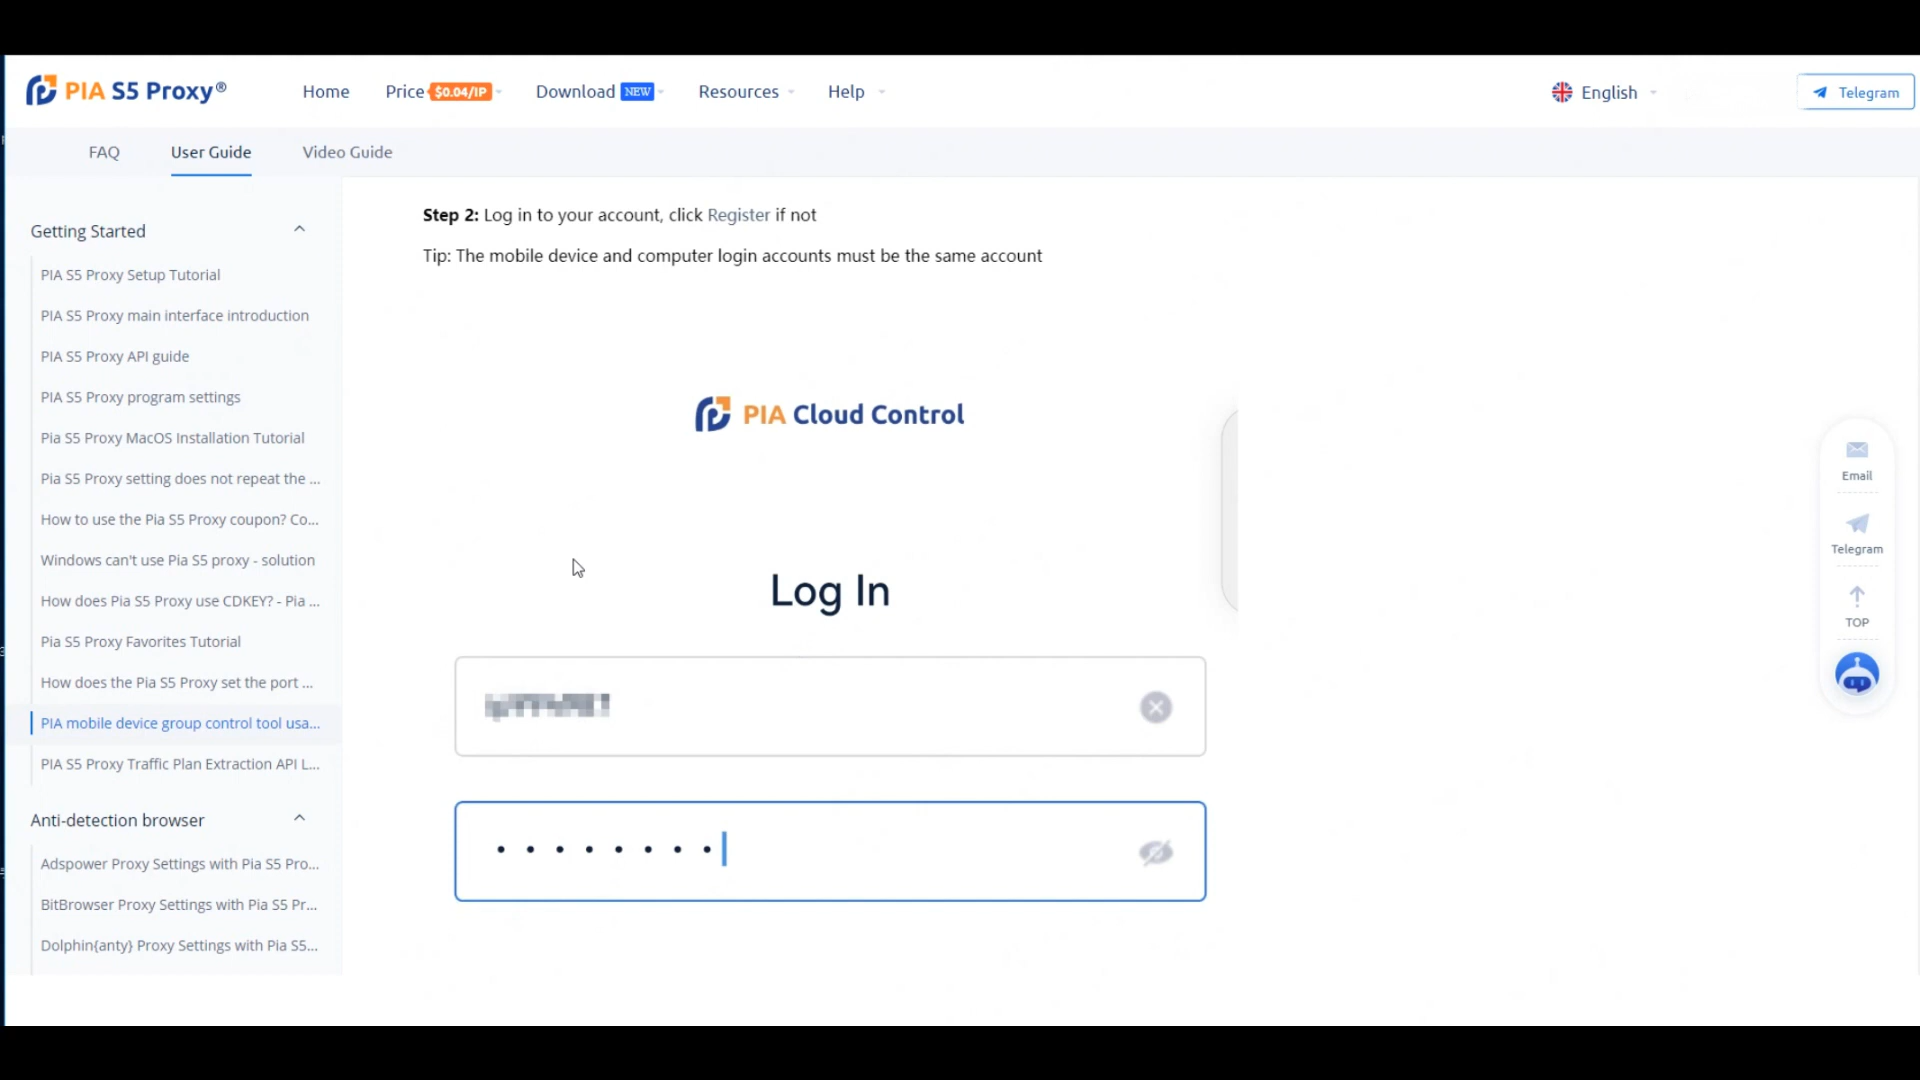 PIA S5 Proxy®
Home
Price $0.04/IP
Download NEW
Resources
Help
English
Telegram
FAQ
User Guide
Video Guide
Getting Started
PIA S5 Proxy Setup Tutorial
PIA S5 Proxy main interface introduction
PIA S5 Proxy API guide
PIA S5 Proxy program settings
Pia S5 Proxy MacOS Installation Tutorial
Pia S5 Proxy setting does not repeat the ...
How to use the Pia S5 Proxy coupon? Co...
Windows can't use Pia S5 proxy - solution
How does Pia S5 Proxy use CDKEY? - Pia ...
Pia S5 Proxy Favorites Tutorial
How does the Pia S5 Proxy set the port ...
PIA mobile device group control tool usa...
PIA S5 Proxy Traffic Plan Extraction API L...
Anti-detection browser
Adspower Proxy Settings with Pia S5 Pro...
BitBrowser Proxy Settings with Pia S5 Pr...
Dolphin{anty} Proxy Settings with Pia S5...
Step 2: Log in to your account, click Register if not
Tip: The mobile device and computer login accounts must be the same account
PIA Cloud Control
Log In
Email
Telegram
TOP